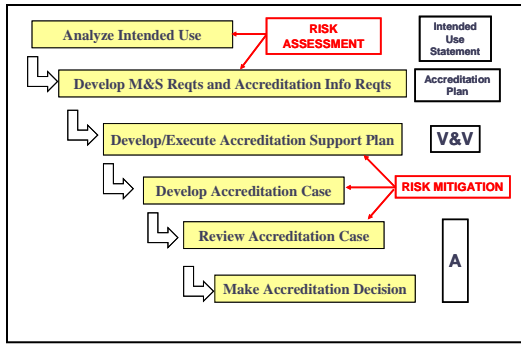 Analyze Intended Use
RISK
ASSESSMENT
Intended
Use
Statement
Develop M&S Reqts and Accreditation Info Reqts
Accreditation
Plan
Develop/Execute Accreditation Support Plan
V&V
Develop Accreditation Case
RISK MITIGATION
Review Accreditation Case
A
Make Accreditation Decision